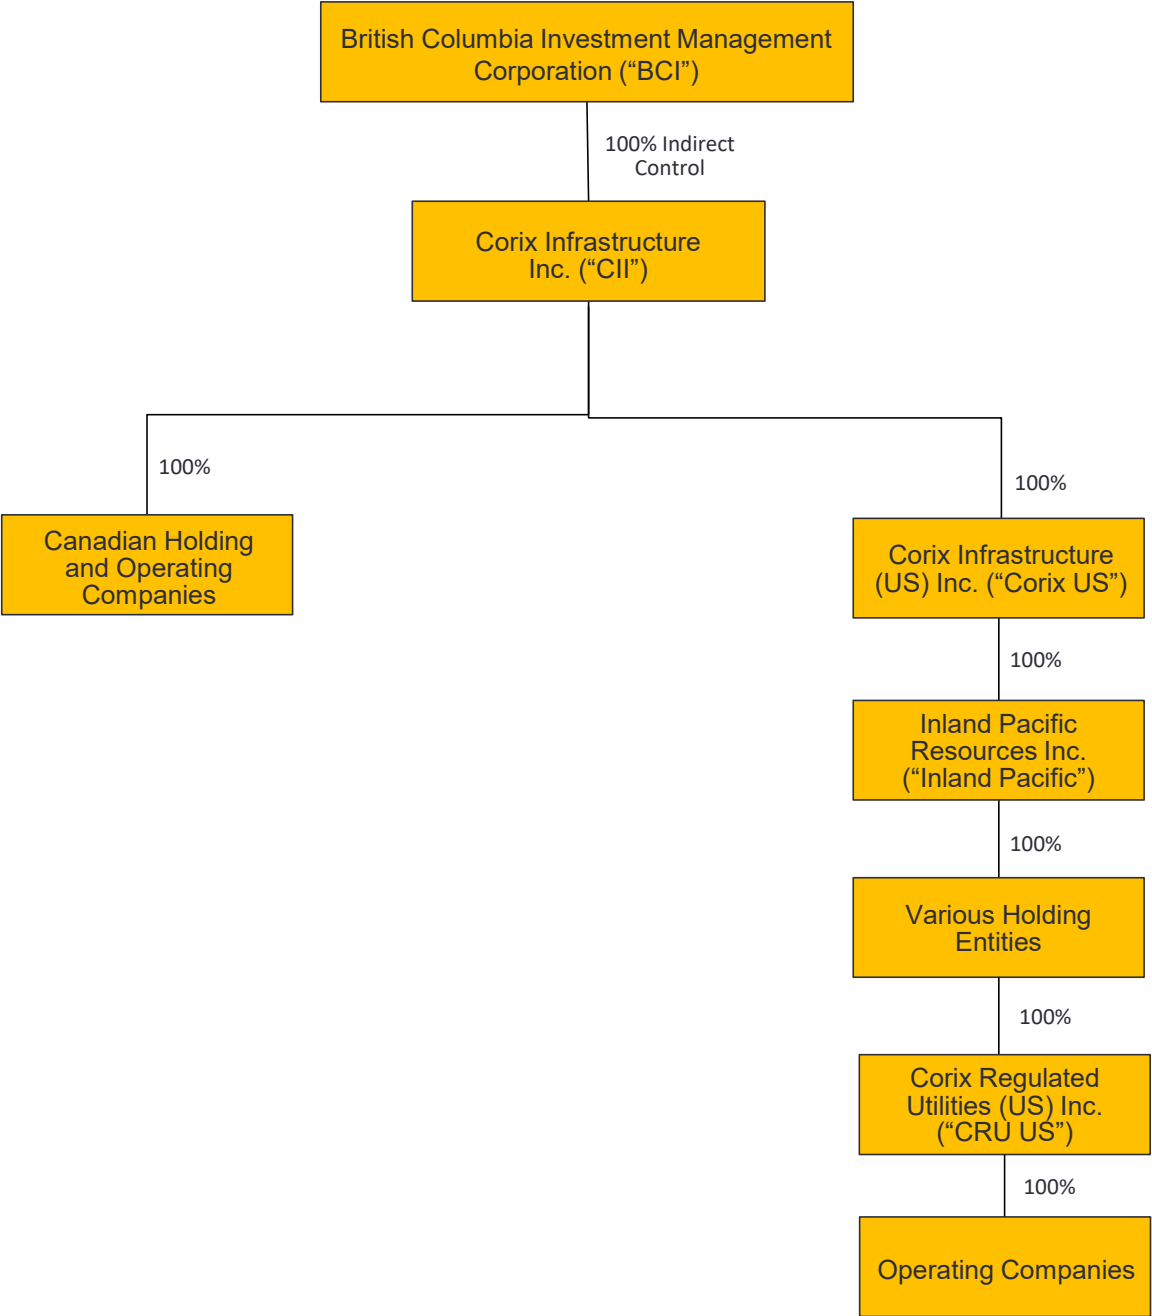 British Columbia Investment Management
Corporation (“BCI”)
100% Indirect
Control
Corix Infrastructure
Inc. (“CII”)
100%
100%
Canadian Holding
and Operating
Companies
Corix Infrastructure
(US) Inc. (“Corix US”)
100%
Inland Pacific
Resources Inc.
(“Inland Pacific”)
100%
Various Holding
Entities
100%
Corix Regulated
Utilities (US) Inc.
(“CRU US”)
100%
Operating Companies